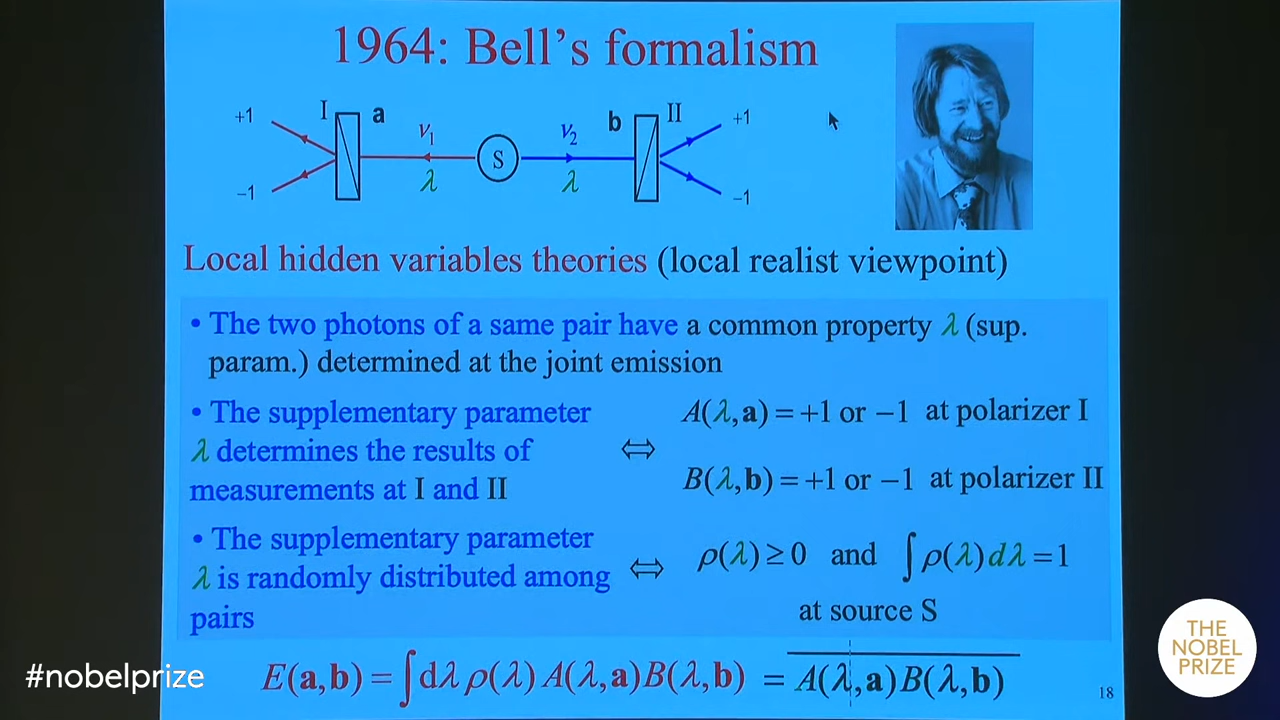 1964: Bell's formalism
+1 I a ν₁ S ν₂ b II +1
−1 λ λ −1
Local hidden variables theories (local realist viewpoint)
• The two photons of a same pair have a common property λ (sup.
param.) determined at the joint emission
• The supplementary parameter
λ determines the results of
measurements at I and II
⇔
A(λ,a) = +1 or −1 at polarizer I
B(λ,b) = +1 or −1 at polarizer II
• The supplementary parameter
λ is randomly distributed among
pairs
⇔
ρ(λ) ≥ 0 and ∫ρ(λ)dλ = 1
at source S
E(a,b) = ∫dλ ρ(λ) A(λ,a)B(λ,b) = \overline{A(λ,a)B(λ,b)}
18
#nobelprize
THE
NOBEL
PRIZE